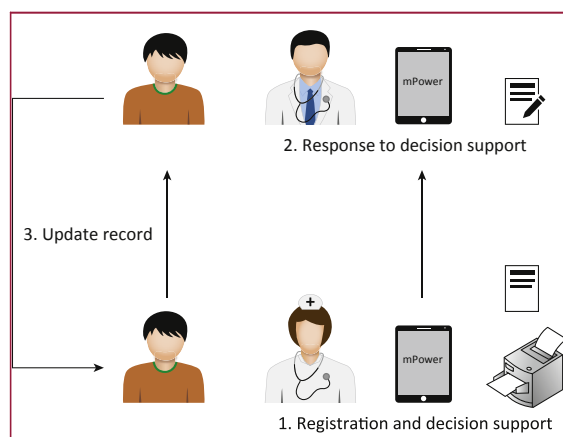 mPower
2. Response to decision support
3. Update record
mPower
1. Registration and decision support